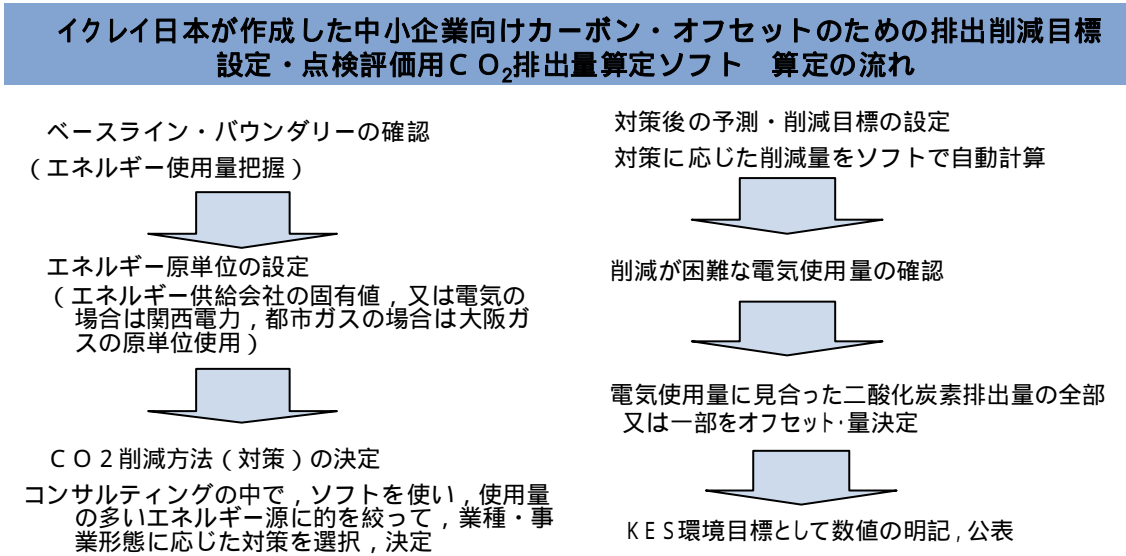 イクレイ日本が作成した中小企業向けカーボン・オフセットのための排出削減目標
設定・点検評価用ＣＯ₂排出量算定ソフト　算定の流れ
ベースライン・バウンダリーの確認
（エネルギー使用量把握）
エネルギー原単位の設定
（エネルギー供給会社の固有値，又は電気の
場合は関西電力，都市ガスの場合は大阪ガ
スの原単位使用）
ＣＯ２削減方法（対策）の決定
コンサルティングの中で，ソフトを使い，使用量
の多いエネルギー源に的を絞って，業種・事
業形態に応じた対策を選択，決定
対策後の予測・削減目標の設定
対策に応じた削減量をソフトで自動計算
削減が困難な電気使用量の確認
電気使用量に見合った二酸化炭素排出量の全部
又は一部をオフセット･量決定
ＫＥＳ環境目標として数値の明記，公表